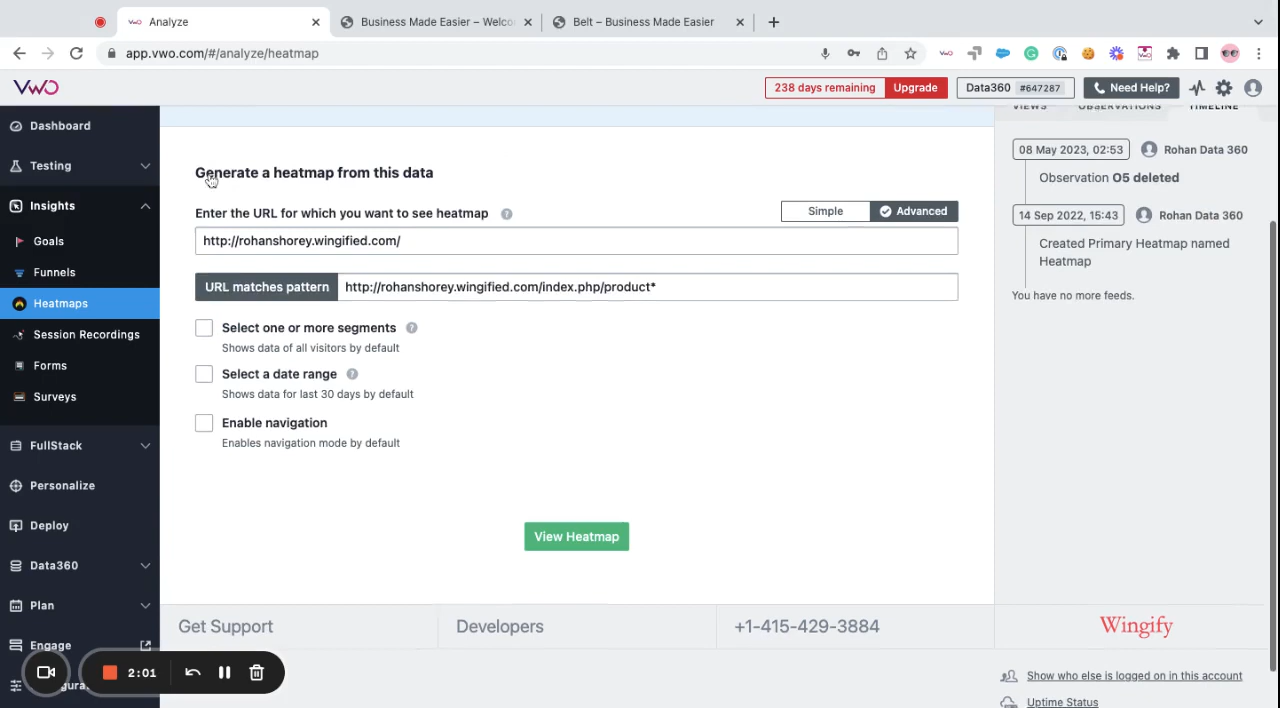 Analyze
Business Made Easier – Welco
Belt – Business Made Easier
app.vwo.com/#/analyze/heatmap
VWO
238 days remaining
Upgrade
Data360 #647287
Need Help?
Dashboard
Testing
Insights
Goals
Funnels
Heatmaps
Session Recordings
Forms
Surveys
FullStack
Personalize
Deploy
Data360
Plan
Engage
2:01
Generate a heatmap from this data
Enter the URL for which you want to see heatmap
Simple
Advanced
http://rohanshorey.wingified.com/
URL matches pattern
http://rohanshorey.wingified.com/index.php/product*
Select one or more segments
Shows data of all visitors by default
Select a date range
Shows data for last 30 days by default
Enable navigation
Enables navigation mode by default
View Heatmap
VIEWS
OBSERVATIONS
TIMELINE
08 May 2023, 02:53
Rohan Data 360
Observation O5 deleted
14 Sep 2022, 15:43
Rohan Data 360
Created Primary Heatmap named
Heatmap
You have no more feeds.
Get Support
Developers
+1-415-429-3884
Wingify
Show who else is logged on in this account
Uptime Status